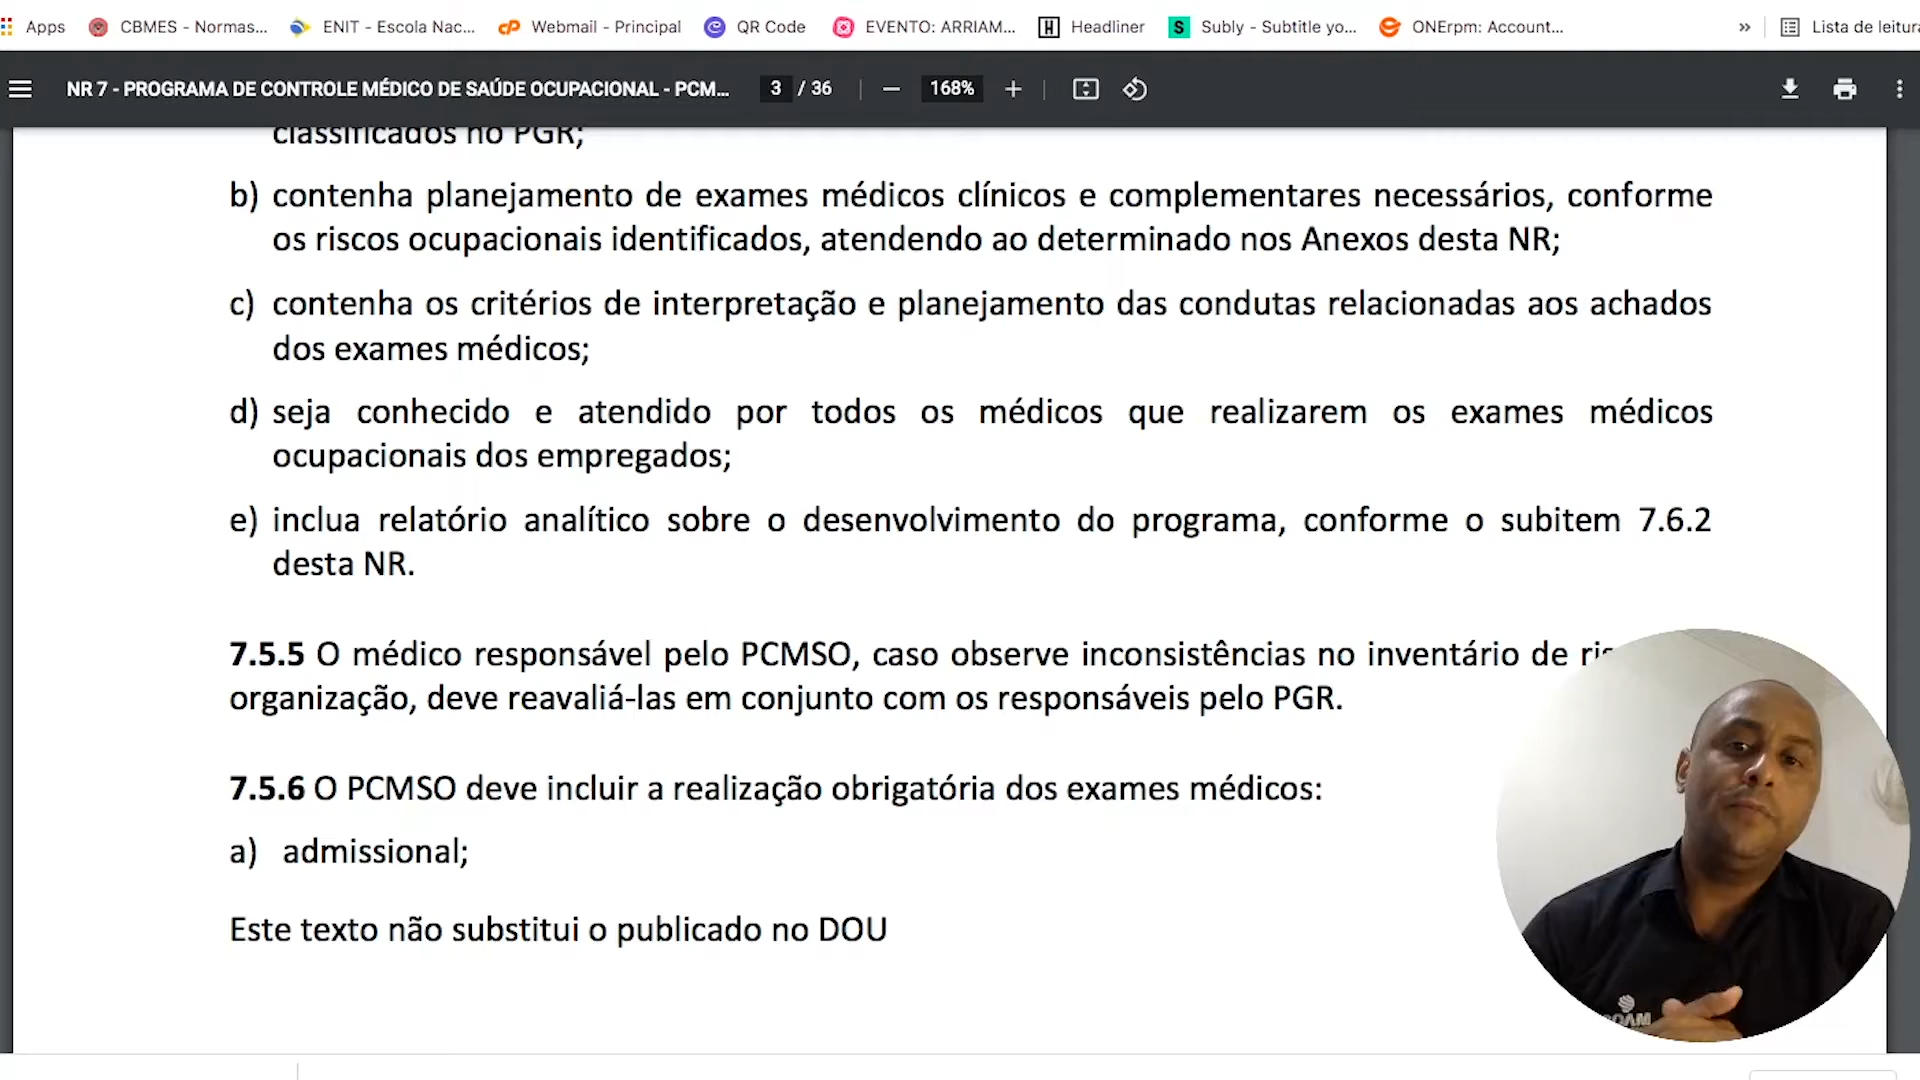 Apps CBMES - Normas... ENIT - Escola Nac... Webmail - Principal QR Code EVENTO: ARRIAM... Headliner Subly - Subtitle yo... ONErpm: Account... » Lista de leitura
NR 7 - PROGRAMA DE CONTROLE MÉDICO DE SAÚDE OCUPACIONAL - PCM... 3 / 36 — 168% +
classificados no PGR;
b) contenha planejamento de exames médicos clínicos e complementares necessários, conforme
os riscos ocupacionais identificados, atendendo ao determinado nos Anexos desta NR;
c) contenha os critérios de interpretação e planejamento das condutas relacionadas aos achados
dos exames médicos;
d) seja conhecido e atendido por todos os médicos que realizarem os exames médicos
ocupacionais dos empregados;
e) inclua relatório analítico sobre o desenvolvimento do programa, conforme o subitem 7.6.2
desta NR.
7.5.5 O médico responsável pelo PCMSO, caso observe inconsistências no inventário de
organização, deve reavaliá-las em conjunto com os responsáveis pelo PGR.
7.5.6 O PCMSO deve incluir a realização obrigatória dos exames médicos:
a) admissional;
Este texto não substitui o publicado no DOU